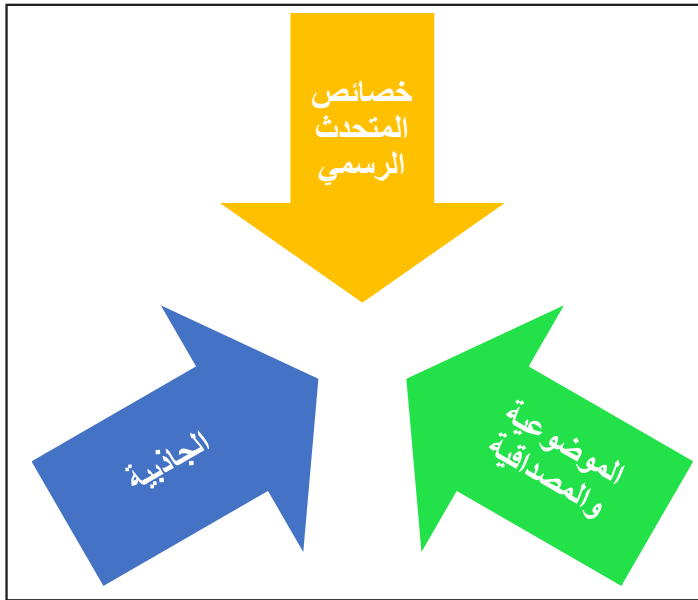 خصائص
المتحدث
الرسمي
الموضوعية
والمصداقية
الجاذبية